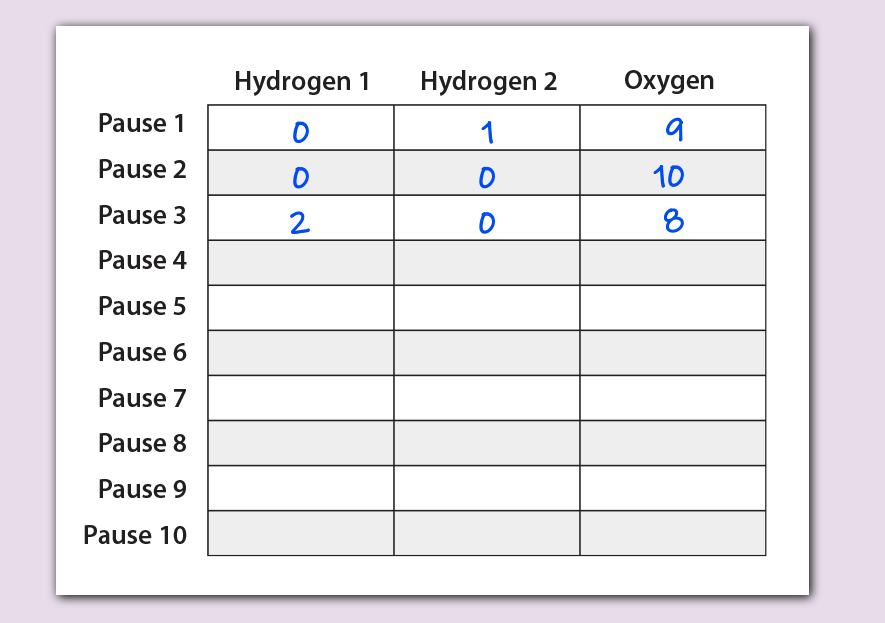 Hydrogen 1 Hydrogen 2 Oxygen
Pause 1 0 1 9
Pause 2 0 0 10
Pause 3 2 0 8
Pause 4
Pause 5
Pause 6
Pause 7
Pause 8
Pause 9
Pause 10